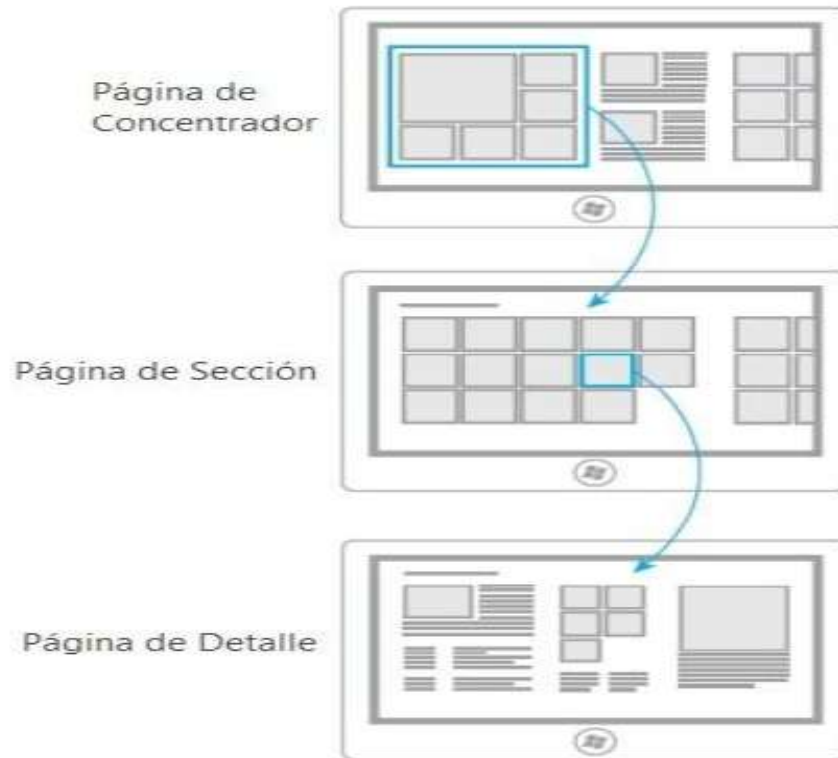 Página de
Concentrador
Página de Sección
Página de Detalle